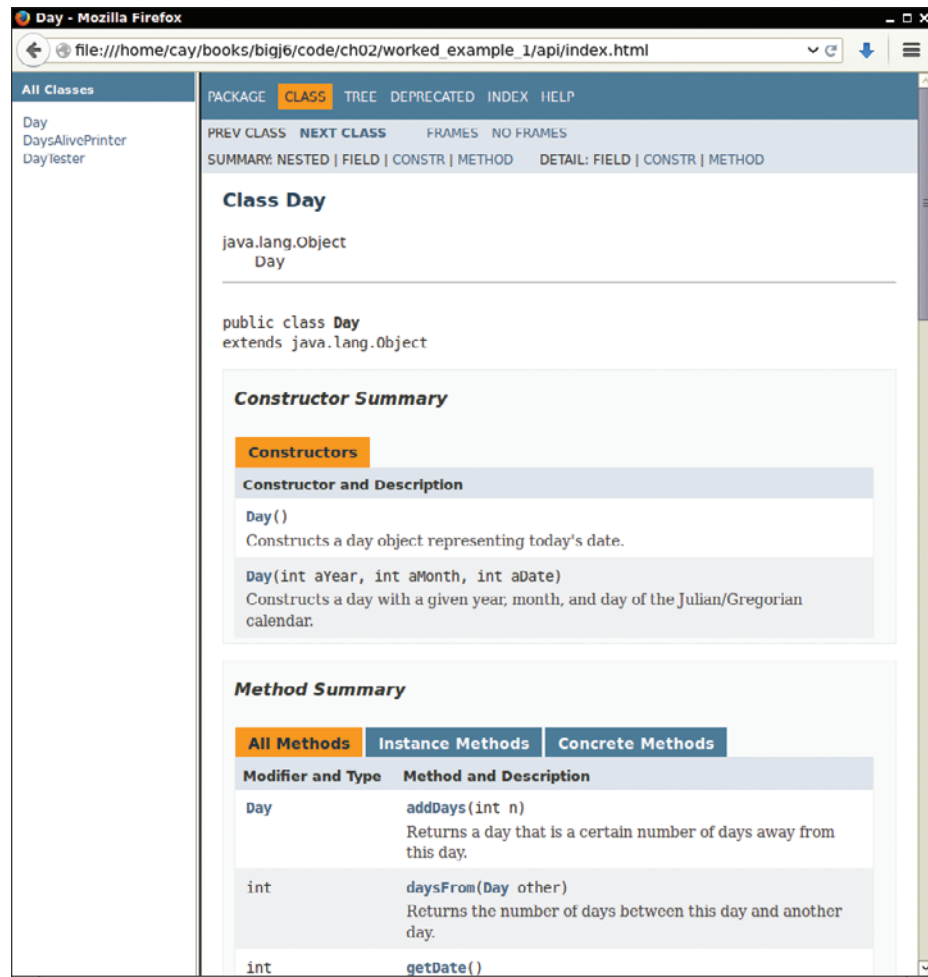 Day - Mozilla Firefox
file:///home/cay/books/bigj6/code/ch02/worked_example_1/api/index.html
All Classes
Day
DaysAlivePrinter
DayTester
PACKAGE CLASS TREE DEPRECATED INDEX HELP
PREV CLASS NEXT CLASS FRAMES NO FRAMES
SUMMARY: NESTED | FIELD | CONSTR | METHOD DETAIL: FIELD | CONSTR | METHOD
Class Day
java.lang.Object
Day
public class Day
extends java.lang.Object
Constructor Summary
Constructors
Constructor and Description
Day()
Constructs a day object representing today's date.
Day(int aYear, int aMonth, int aDate)
Constructs a day with a given year, month, and day of the Julian/Gregorian
calendar.
Method Summary
All Methods Instance Methods Concrete Methods
Modifier and Type Method and Description
Day addDays(int n)
Returns a day that is a certain number of days away from
this day.
int daysFrom(Day other)
Returns the number of days between this day and another
day.
int getDate()